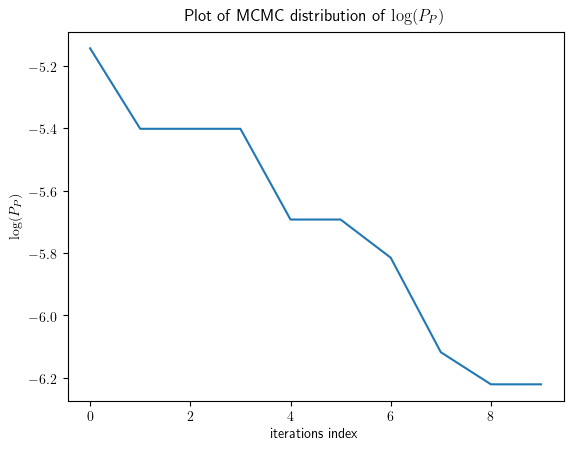 Plot of MCMC distribution of log(P_P)
−5.2
−5.4
−5.6
−5.8
−6.0
−6.2
log(P_P)
0 2 4 6 8
iterations index